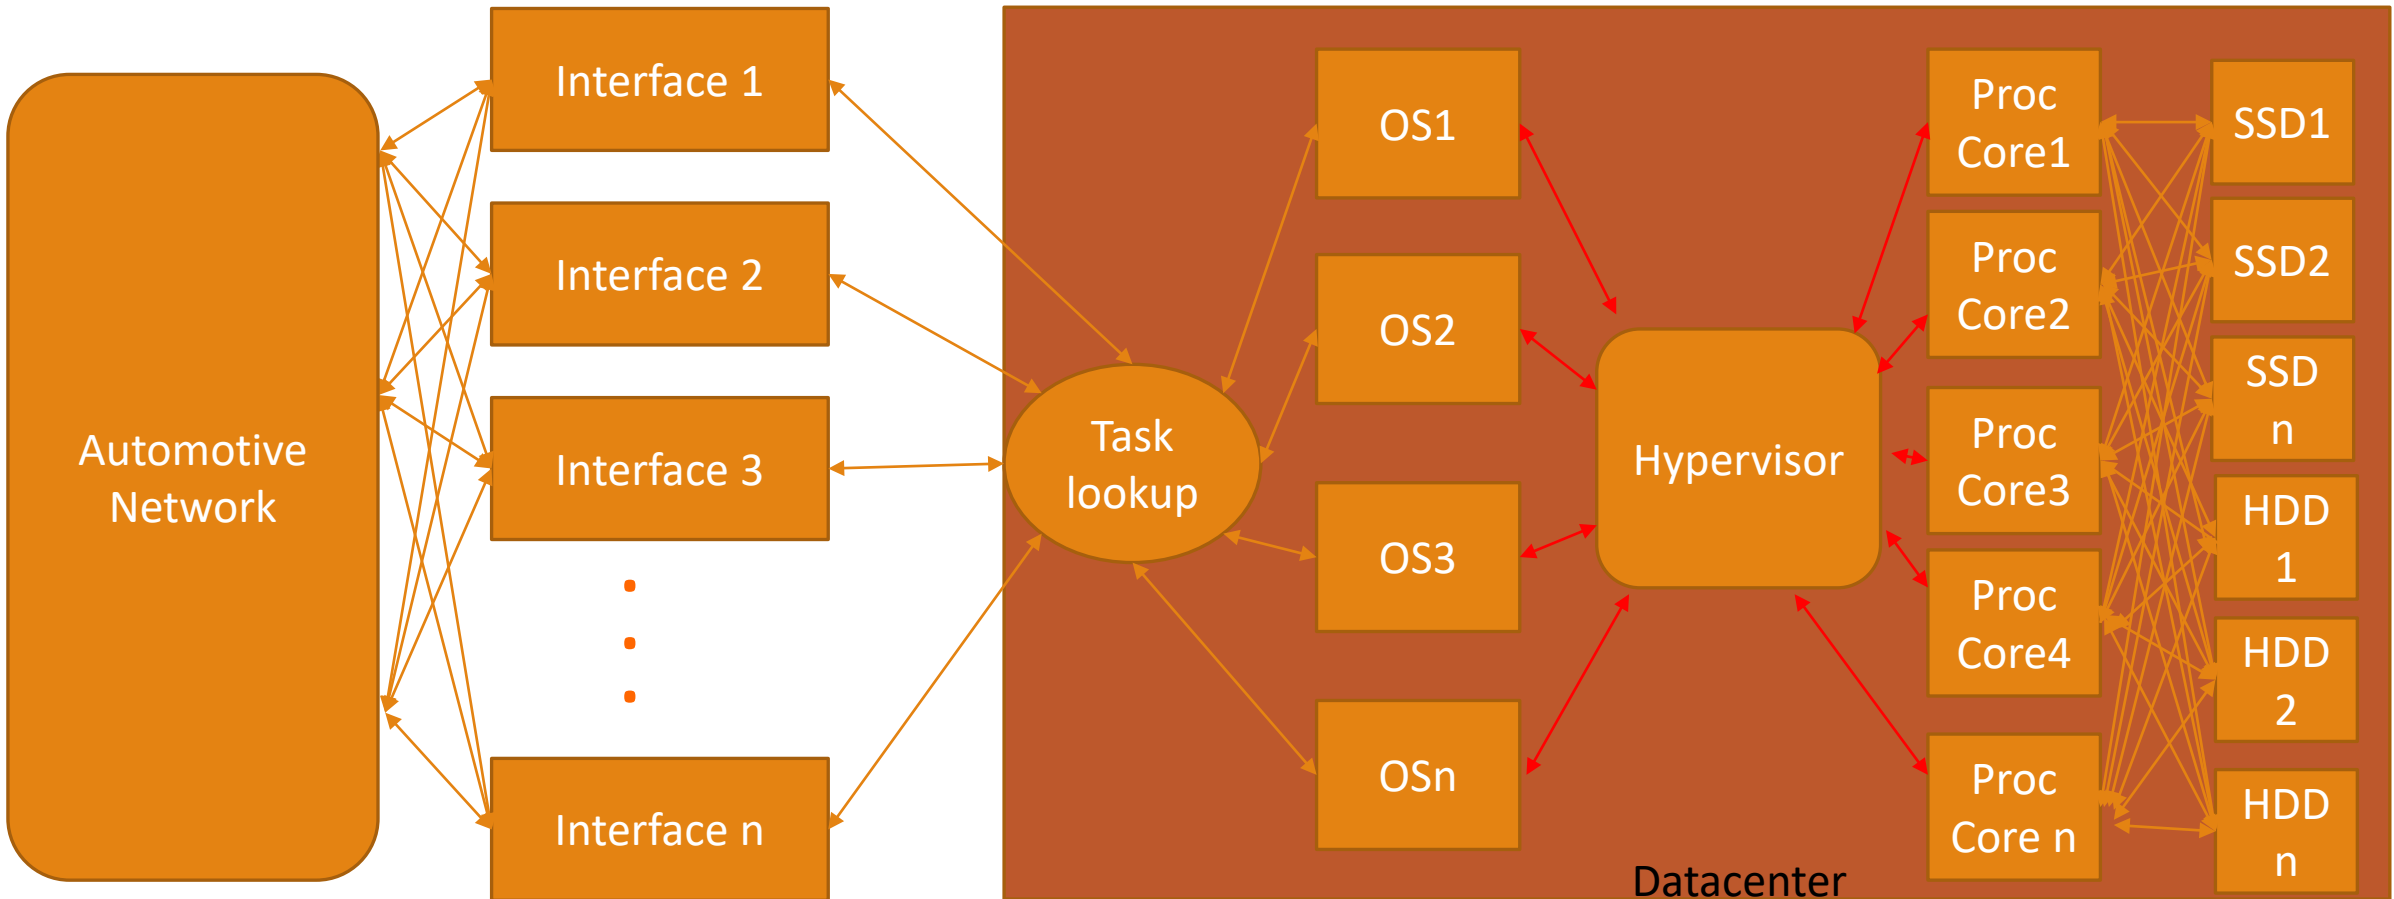 Automotive
Network
Interface 1
Interface 2
Interface 3
.
.
.
Interface n
Task
lookup
OS1
OS2
OS3
OSn
Hypervisor
Proc
Core1
Proc
Core2
Proc
Core3
Proc
Core4
Proc
Core n
SSD1
SSD2
SSD
n
HDD
1
HDD
2
HDD
n
Datacenter